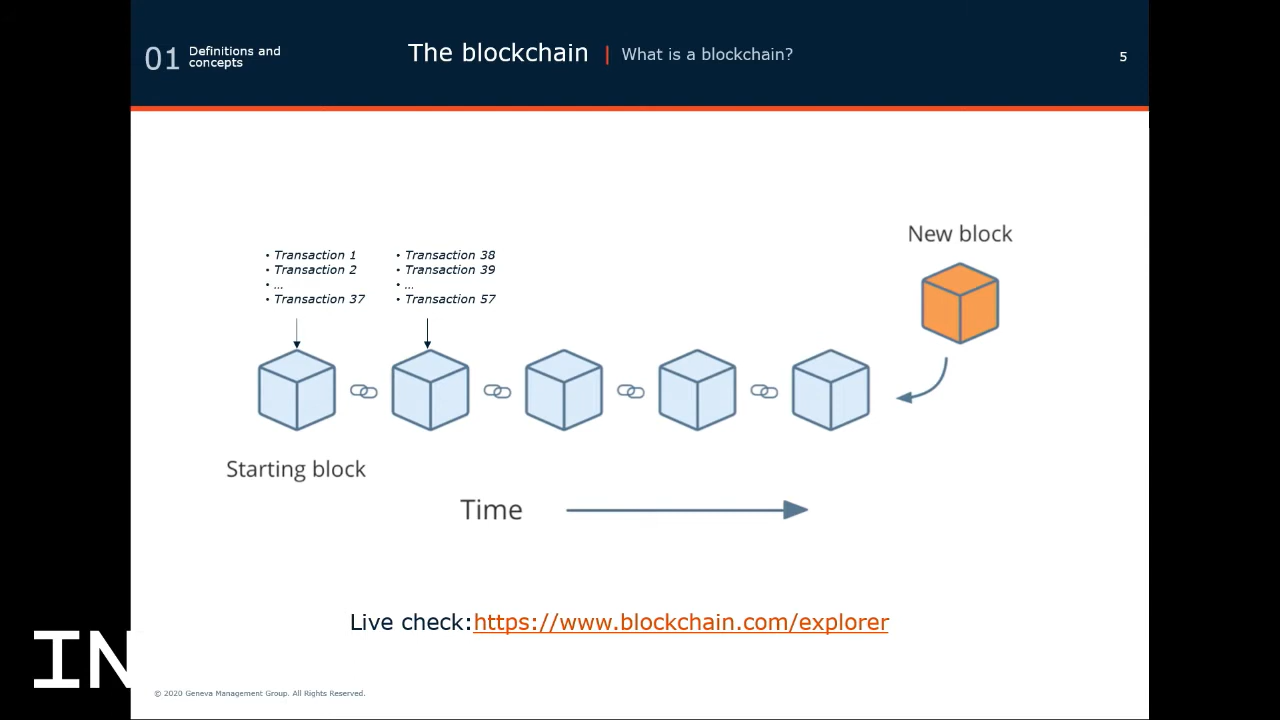 01
Definitions and
concepts
The blockchain | What is a blockchain?
5
New block
• Transaction 1
• Transaction 2
• ...
• Transaction 37
• Transaction 38
• Transaction 39
• ...
• Transaction 57
Starting block
Time
Live check:https://www.blockchain.com/explorer
IN
© 2020 Geneva Management Group. All Rights Reserved.